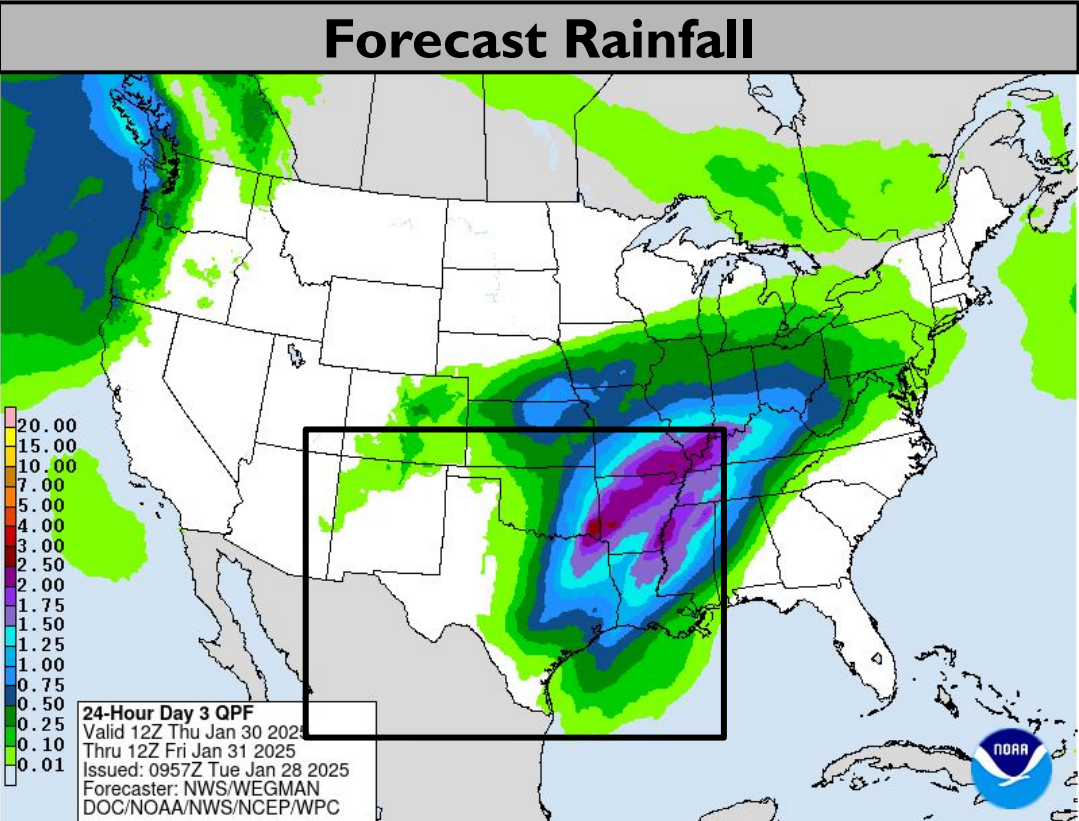 Forecast Rainfall
20.00
15.00
10.00
7.00
5.00
4.00
3.00
2.50
2.00
1.75
1.50
1.25
1.00
0.75
0.50
0.25
0.10
0.01
24-Hour Day 3 QPF
Valid 12Z Thu Jan 30 2025
Thru 12Z Fri Jan 31 2025
Issued: 0957Z Tue Jan 28 2025
Forecaster: NWS/WEGMAN
DOC/NOAA/NWS/NCEP/WPC
NOAA